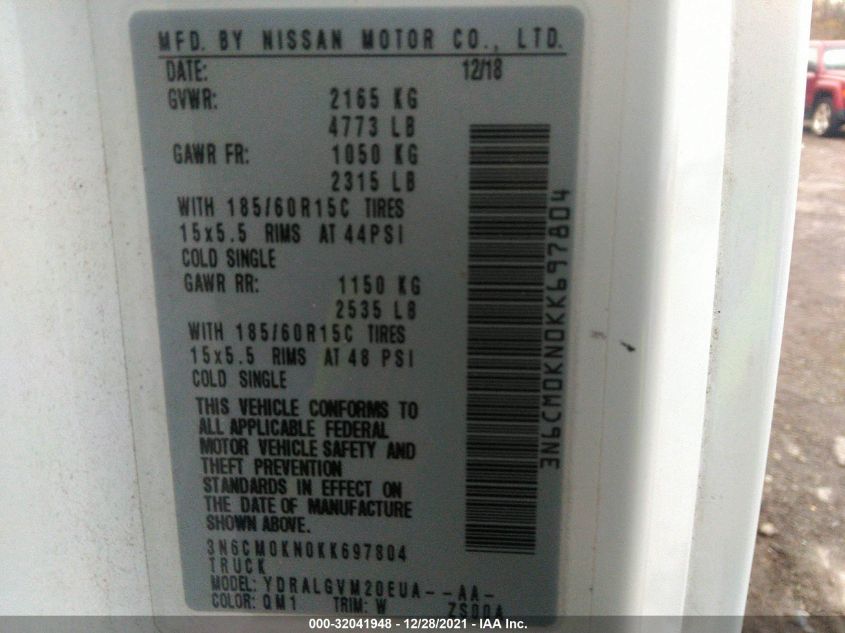 MFD. BY NISSAN MOTOR CO., LTD.
DATE: 12/18
GVWR: 2165 KG
4773 LB
GAWR FR: 1050 KG
2315 LB
WITH 185/60R15C TIRES
15x5.5 RIMS AT 44PSI
COLD SINGLE
GAWR RR: 1150 KG
2535 LB
WITH 185/60R15C TIRES
15x5.5 RIMS AT 48 PSI
COLD SINGLE
THIS VEHICLE CONFORMS TO
ALL APPLICABLE FEDERAL
MOTOR VEHICLE SAFETY AND
THEFT PREVENTION
STANDARDS IN EFFECT ON
THE DATE OF MANUFACTURE
SHOWN ABOVE.
3N6CM0KN0KK697804
TRUCK
MODEL: YDRALGVM20EUA--AA-
COLOR: QM1 TRIM: W ZS00A
3N6CM0KN0KK697804
000-32041948 - 12/28/2021 - IAA Inc.